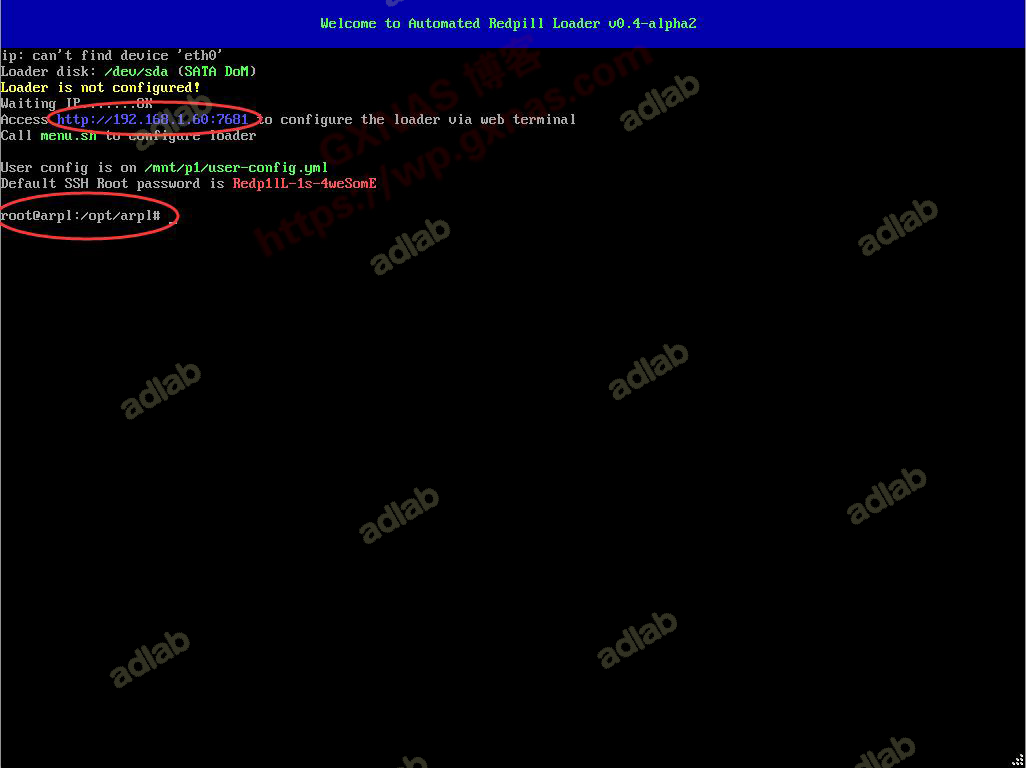 Welcome to Automated Redpill Loader v0.4-alpha2
ip: can't find device 'eth0'
Loader disk: /dev/sda (SATA DoM)
Loader is not configured!
Waiting IP.......OK
Access http://192.168.1.60:7681 to configure the loader via web terminal
Call menu.sh to configure loader
User config is on /mnt/p1/user-config.yml
Default SSH Root password is Redp1lL-1s-4weSomE
root@arpl:/opt/arpl# _
GXNAS 博客
https://wp.gxnas.com
adlab
adlab
adlab
adlab
adlab
adlab
adlab
adlab
adlab
adlab
adlab